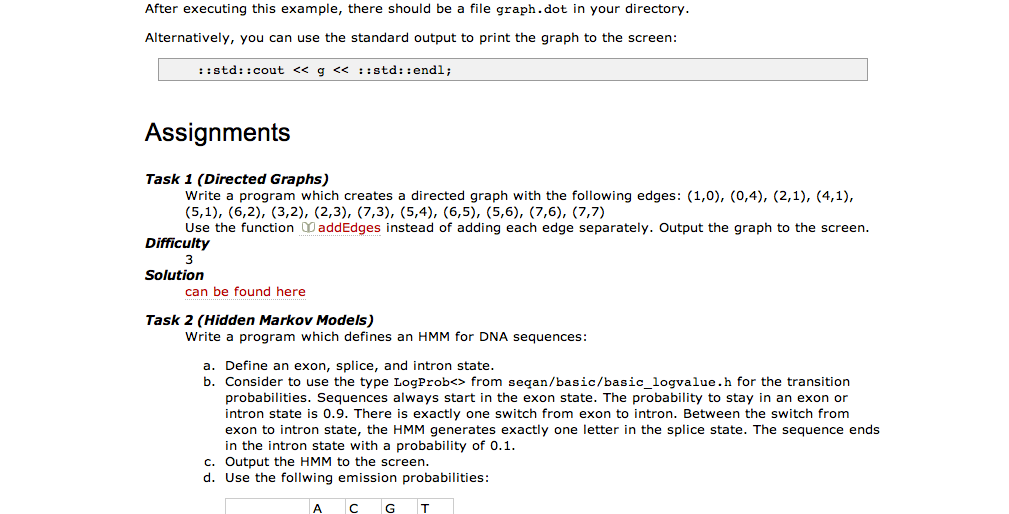 After executing this example, there should be a file graph.dot in your directory.
Alternatively, you can use the standard output to print the graph to the screen:
::std::cout << g << ::std::endl;
Assignments
Task 1 (Directed Graphs)
Write a program which creates a directed graph with the following edges: (1,0), (0,4), (2,1), (4,1),
(5,1), (6,2), (3,2), (2,3), (7,3), (5,4), (6,5), (5,6), (7,6), (7,7)
Use the function addEdges instead of adding each edge separately. Output the graph to the screen.
Difficulty
3
Solution
can be found here
Task 2 (Hidden Markov Models)
Write a program which defines an HMM for DNA sequences:
a. Define an exon, splice, and intron state.
b. Consider to use the type LogProb<> from seqan/basic/basic_logvalue.h for the transition
probabilities. Sequences always start in the exon state. The probability to stay in an exon or
intron state is 0.9. There is exactly one switch from exon to intron. Between the switch from
exon to intron state, the HMM generates exactly one letter in the splice state. The sequence ends
in the intron state with a probability of 0.1.
c. Output the HMM to the screen.
d. Use the follwing emission probabilities:
A C G T